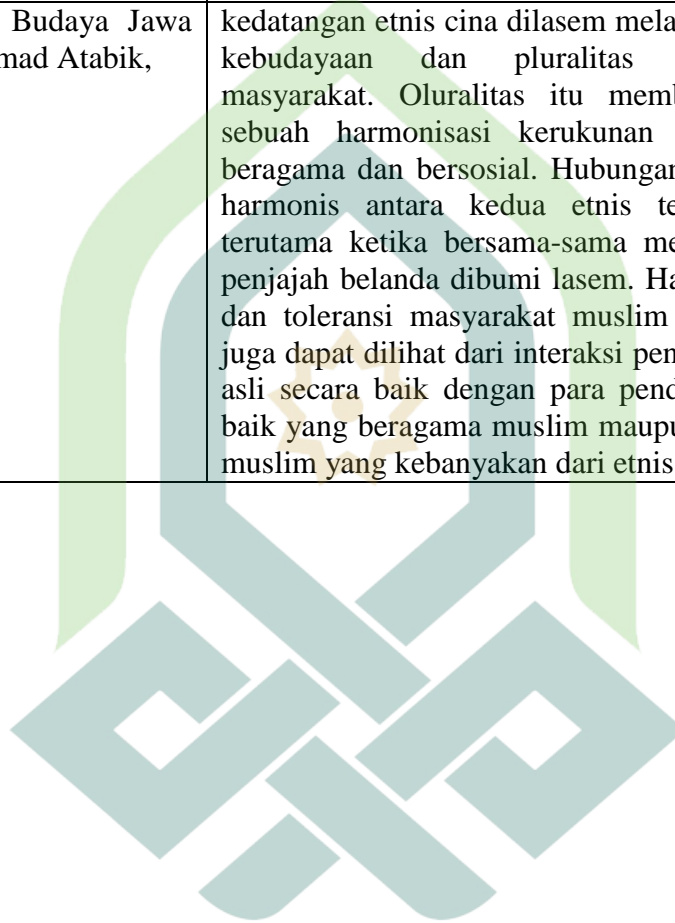 Budaya Jawa
mad Atabik,
kedatangan etnis cina dilasem mela
kebudayaan dan pluralitas
masyarakat. Oluralitas itu memb
sebuah harmonisasi kerukunan
beragama dan bersosial. Hubungan
harmonis antara kedua etnis te
terutama ketika bersama-sama me
penjajah belanda dibumi lasem. Ha
dan toleransi masyarakat muslim
juga dapat dilihat dari interaksi pen
asli secara baik dengan para pend
baik yang beragama muslim maupu
muslim yang kebanyakan dari etnis